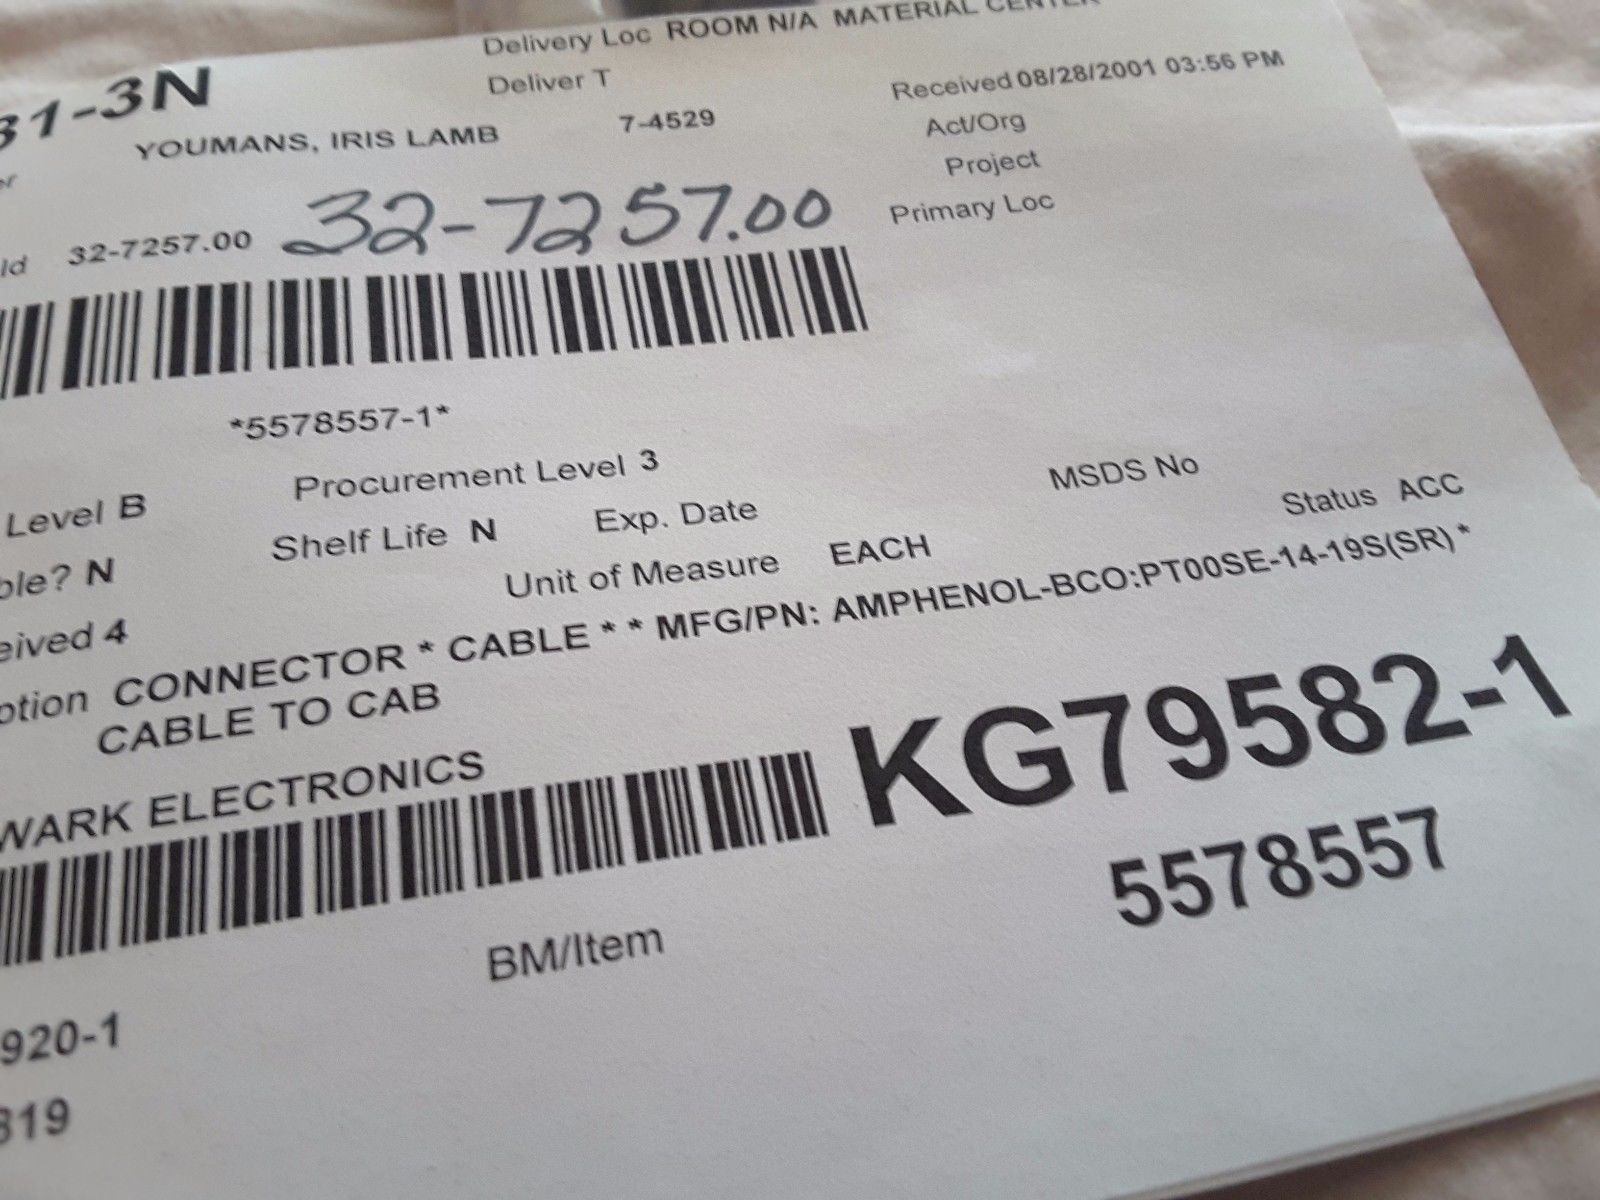 Delivery Loc ROOM N/A MATERIAL CENTER
Deliver T
Received 08/28/2001 03:56 PM
31-3N
YOUMANS, IRIS LAMB 7-4529
Act/Org
Project
Primary Loc
ld 32-7257.00 32-7257.00
*5578557-1*
Level B Procurement Level 3
MSDS No
ble? N Shelf Life N Exp. Date
Status ACC
eived 4 Unit of Measure EACH
ption CONNECTOR * CABLE * * MFG/PN: AMPHENOL-BCO:PT00SE-14-19S(SR) *
CABLE TO CAB
WARK ELECTRONICS
KG79582-1
5578557
BM/Item
920-1
319